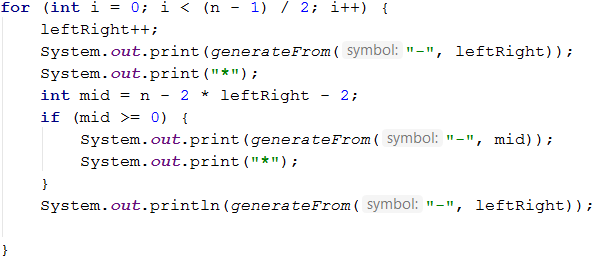 for (int i = 0; i < (n - 1) / 2; i++) {
    leftRight++;
    System.out.print(generateFrom( symbol: "-", leftRight));
    System.out.print("*");
    int mid = n - 2 * leftRight - 2;
    if (mid >= 0) {
        System.out.print(generateFrom( symbol: "-", mid));
        System.out.print("*");
    }
    System.out.println(generateFrom( symbol: "-", leftRight));
}